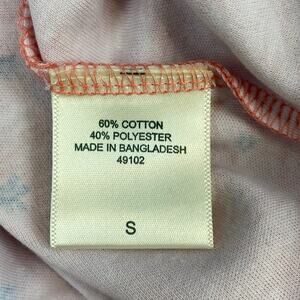 60% COTTON
40% POLYESTER
MADE IN BANGLADESH
49102
S